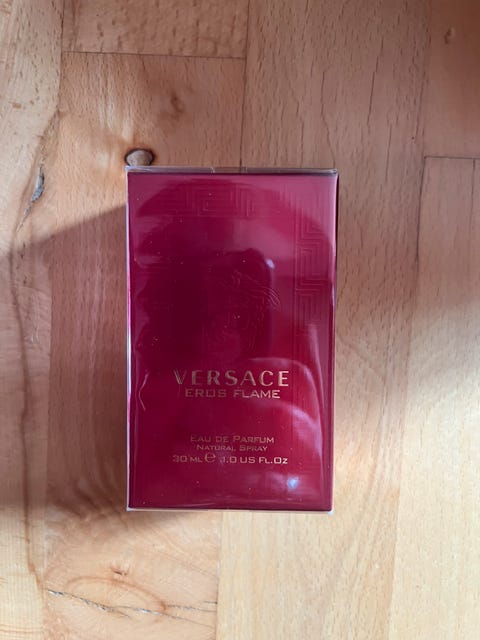 VERSACE
EROS FLAME
EAU DE PARFUM
NATURAL SPRAY
30 ML ℮ 1.0 US FL.OZ